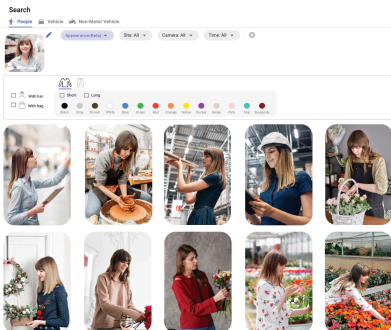 Search
People Vehicle Non-Motor Vehicle
Appearance(Beta) Site: All Camera: All Time: All
With hat
With bag
Short Long
Black Gray Brown White Blue Green Red Orange Yellow Purple Beige Pink Teal Burgundy